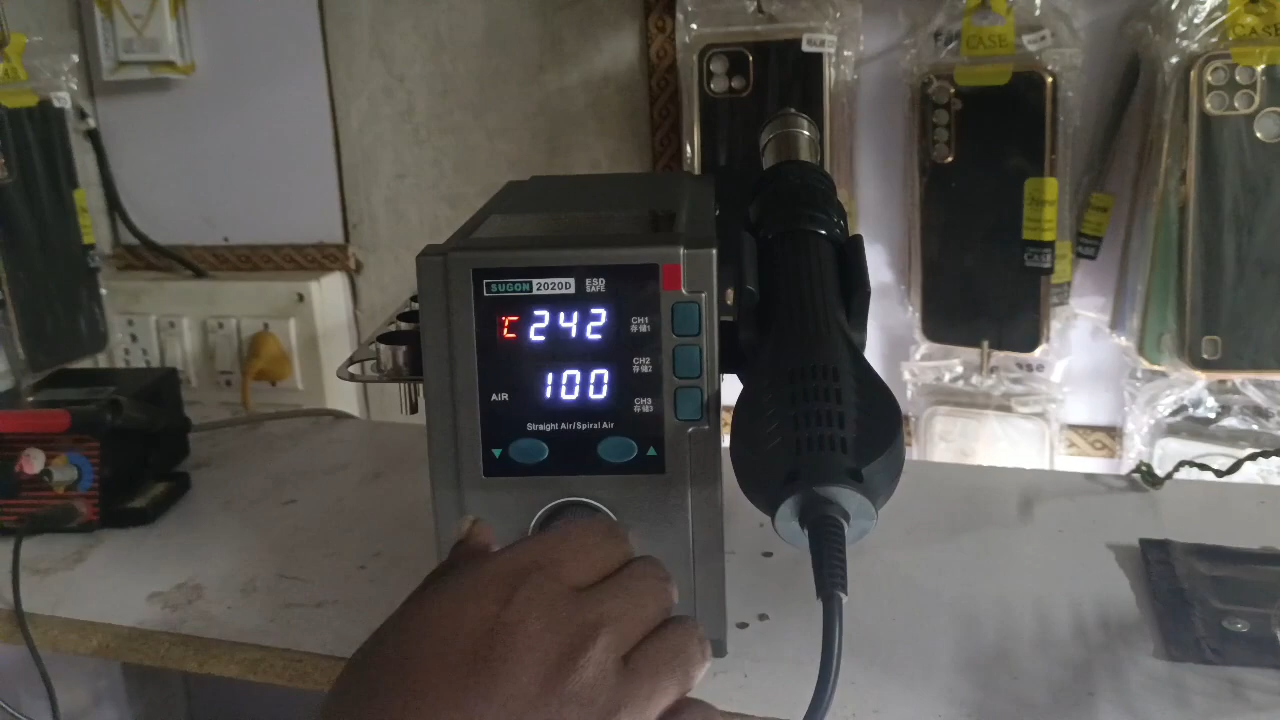 SUGON 2020D ESD SAFE
℃ 242
CH1
存储1
100
CH2
存储2
AIR
CH3
存储3
Straight Air/Spiral Air
CASE
CASE
CASE